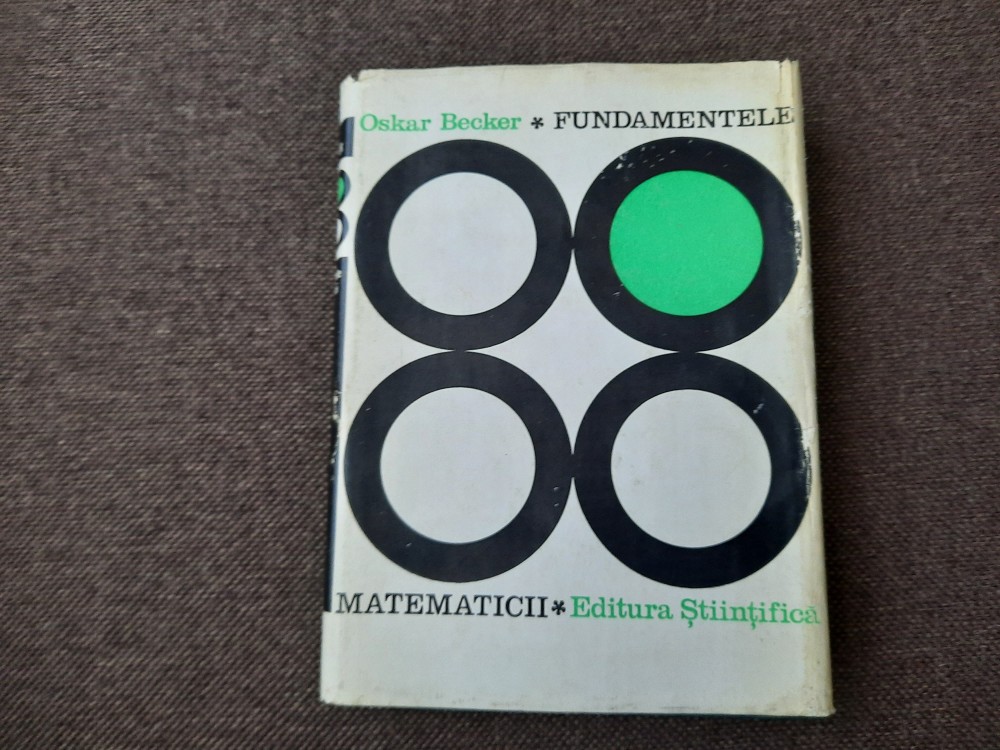 Oskar Becker * FUNDAMENTELE
MATEMATICII * Editura Științifică